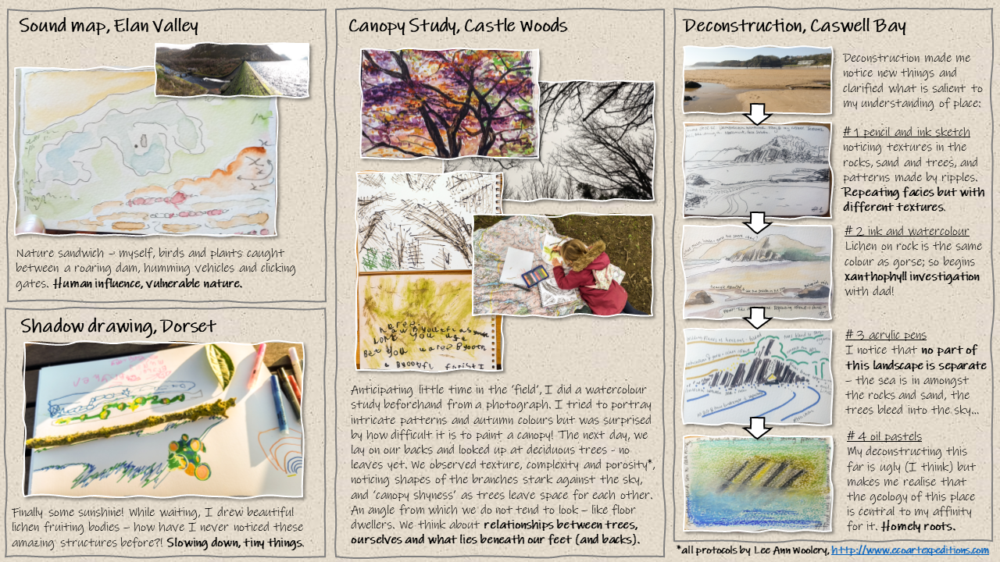 Sound map, Elan Valley
Nature sandwich – myself, birds and plants caught
between a roaring dam, humming vehicles and clicking
gates. Human influence, vulnerable nature.
Shadow drawing, Dorset
Finally some sunshine! While waiting, I drew beautiful
lichen fruiting bodies – how have I not noticed these
amazing structures before?! Slowing down, tiny things.
Canopy Study, Castle Woods
Anticipating little time in the 'field', I did a watercolour
study beforehand from a photograph. I tried to portray
intricate patterns and autumn colours but was surprised
by how difficult it is to paint a canopy! The next day, we
lay on our backs and looked up at deciduous trees - no
leaves yet. We observed texture, complexity and porosity*,
noticing shapes of the branches stark against the sky,
and 'canopy shyness' as trees leave space for each other.
An angle from which we do not tend to look – like floor
dwellers. We think about relationships between trees,
ourselves and what lies beneath our feet (and backs).
Deconstruction, Caswell Bay
Deconstruction made me
notice new things and
clarified what is salient to
my understanding of place:
# 1 pencil and ink sketch
noticing textures in the
rocks, sand and trees, and
patterns made by ripples.
Repeating facies but with
different textures.
# 2 ink and watercolour
Lichen on rock is the same
colour as gorse; so begins
xanthophyll investigation
with dad!
# 3 acrylic pens
I notice that no part of
this landscape is separate
– the sea is in amongst
the rocks and sand, the
trees bleed into the sky...
# 4 oil pastels
My deconstructing this
far is ugly (I think) but
makes me realise that
the geology of this place
is central to my affinity
for it. Homely roots.
*all protocols by Lee Ann Woolery, http://www.ecoartexpeditions.com